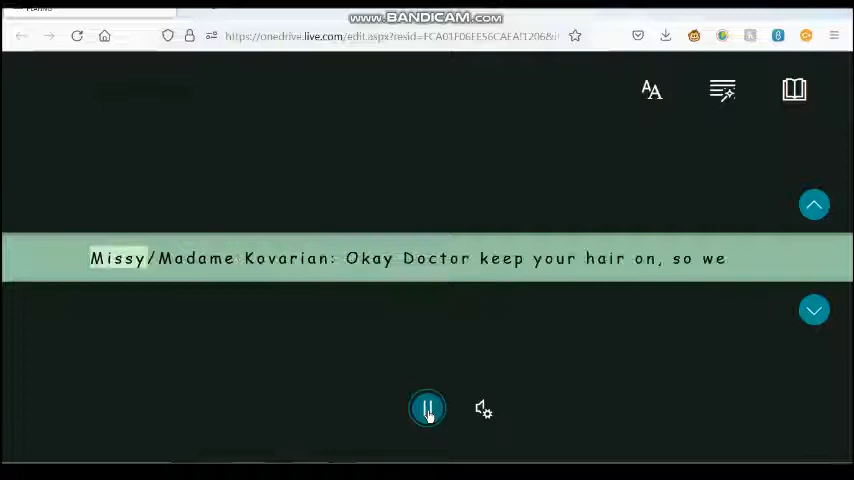 www.BANDICAM.com
https://onedrive.live.com/edit.aspx?resid=FCA01F06EE56CAEA!1206&i
AA
Missy/Madame Kovarian: Okay Doctor keep your hair on, so we